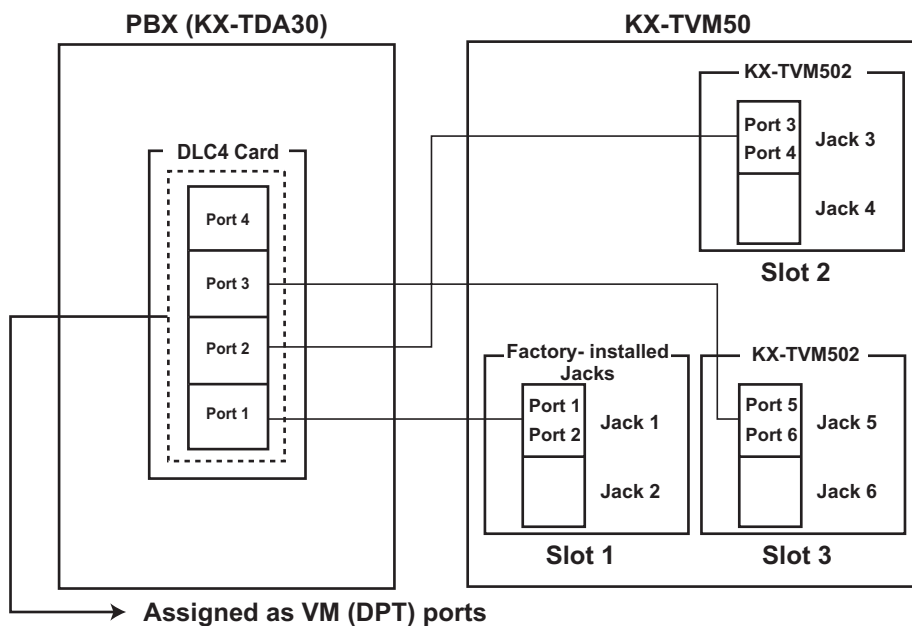 PBX (KX-TDA30)
KX-TVM50
DLC4 Card
Port 4
Port 3
Port 2
Port 1
KX-TVM502
Port 3
Port 4
Jack 3
Jack 4
Slot 2
Factory- installed
Jacks
Port 1
Port 2
Jack 1
Jack 2
Slot 1
KX-TVM502
Port 5
Port 6
Jack 5
Jack 6
Slot 3
Assigned as VM (DPT) ports